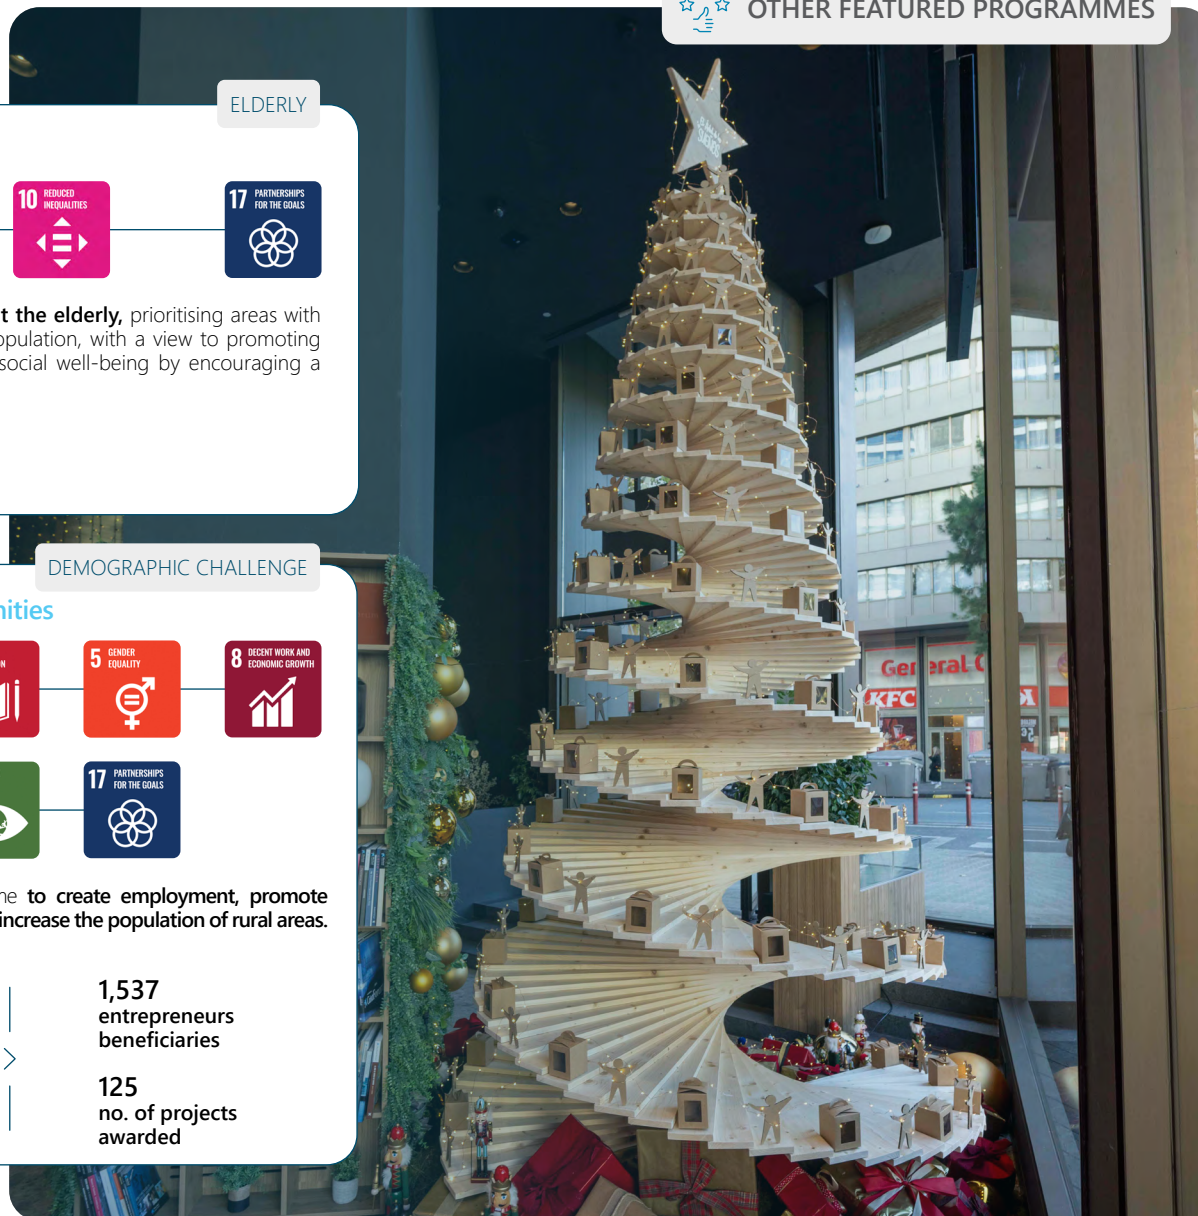 OTHER FEATURED PROGRAMMES
ELDERLY
10 REDUCED
INEQUALITIES
17 PARTNERSHIPS
FOR THE GOALS
t the elderly, prioritising areas with
opulation, with a view to promoting
social well-being by encouraging a
DEMOGRAPHIC CHALLENGE
nities
ON
5 GENDER
EQUALITY
8 DECENT WORK AND
ECONOMIC GROWTH
17 PARTNERSHIPS
FOR THE GOALS
ne to create employment, promote
increase the population of rural areas.
1,537
entrepreneurs
beneficiaries
125
no. of projects
awarded
SUEÑOS
General
KFC